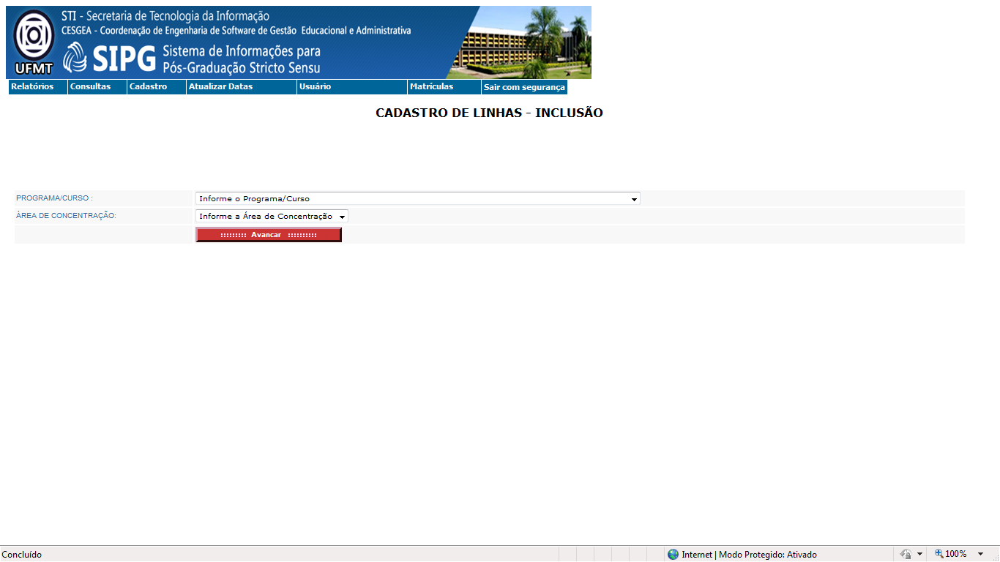 STI - Secretaria de Tecnologia da Informação
CESGEA - Coordenação de Engenharia de Software de Gestão Educacional e Administrativa
SIPG Sistema de Informações para
Pós-Graduação Stricto Sensu
UFMT
Relatórios Consultas Cadastro Atualizar Datas Usuário Matrículas Sair com segurança
CADASTRO DE LINHAS - INCLUSÃO
PROGRAMA/CURSO : Informe o Programa/Curso
ÁREA DE CONCENTRAÇÃO: Informe a Área de Concentração
::::::::: Avancar ::::::::::
Concluído Internet | Modo Protegido: Ativado 100%